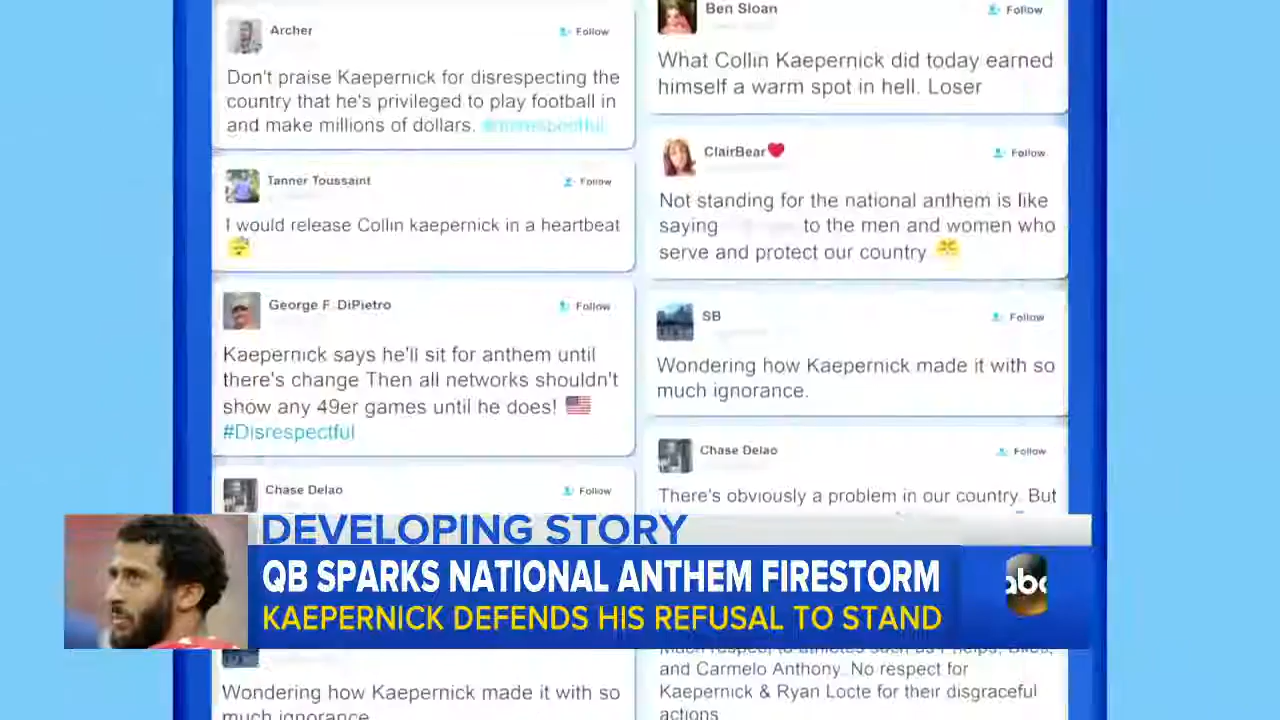 Archer
Follow
Don't praise Kaepernick for disrespecting the
country that he's privileged to play football in
and make millions of dollars. #disrespectful
Tanner Toussaint
Follow
I would release Collin kaepernick in a heartbeat
George F. DiPietro
Follow
Kaepernick says he'll sit for anthem until
there's change Then all networks shouldn't
show any 49er games until he does!
#Disrespectful
Chase Delao
Follow
Wondering how Kaepernick made it with so
much ignorance.
Ben Sloan
Follow
What Collin Kaepernick did today earned
himself a warm spot in hell. Loser
ClairBear
Follow
Not standing for the national anthem is like
saying to the men and women who
serve and protect our country
SB
Follow
Wondering how Kaepernick made it with so
much ignorance.
Chase Delao
Follow
There's obviously a problem in our country. But
and Carmelo Anthony. No respect for
Kaepernick & Ryan Locte for their disgraceful
actions
DEVELOPING STORY
QB SPARKS NATIONAL ANTHEM FIRESTORM
KAEPERNICK DEFENDS HIS REFUSAL TO STAND
abc